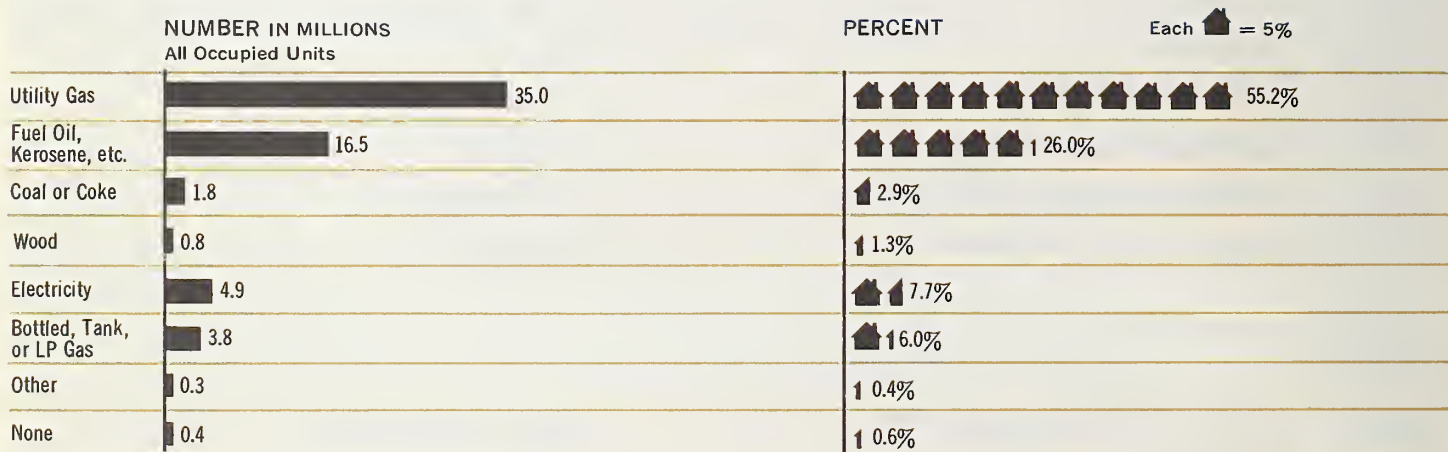 NUMBER IN MILLIONS
All Occupied Units
PERCENT
Each = 5%
Utility Gas 35.0 55.2%
Fuel Oil,
Kerosene, etc. 16.5 26.0%
Coal or Coke 1.8 2.9%
Wood 0.8 1.3%
Electricity 4.9 7.7%
Bottled, Tank,
or LP Gas 3.8 6.0%
Other 0.3 0.4%
None 0.4 0.6%